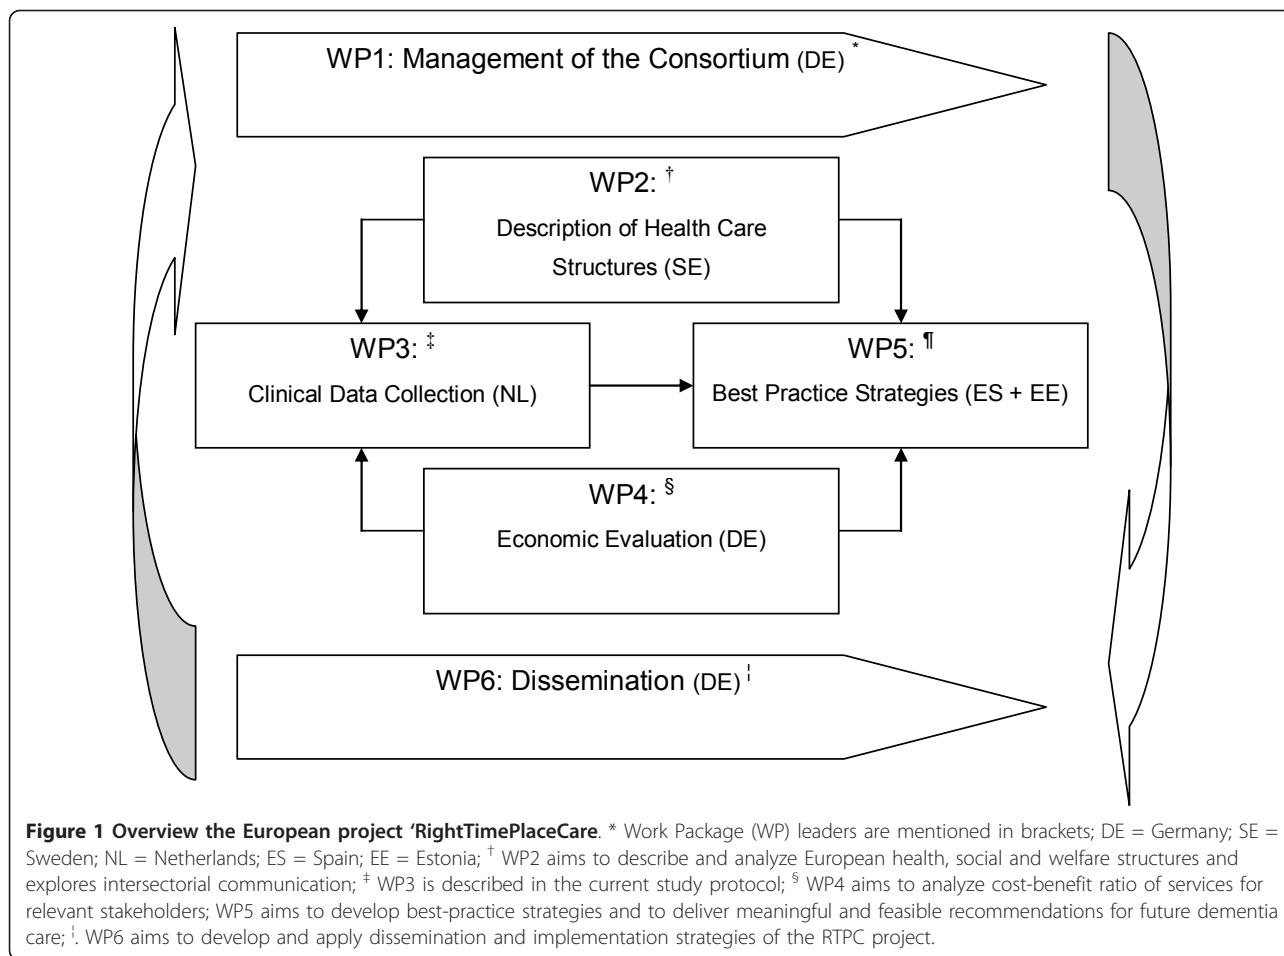 WP1: Management of the Consortium (DE) *
WP2: †
Description of Health Care
Structures (SE)
WP3: ‡
Clinical Data Collection (NL)
WP5: ¶
Best Practice Strategies (ES + EE)
WP4: §
Economic Evaluation (DE)
WP6: Dissemination (DE) ¦
Figure 1 Overview the European project ‘RightTimePlaceCare. * Work Package (WP) leaders are mentioned in brackets; DE = Germany; SE =
Sweden; NL = Netherlands; ES = Spain; EE = Estonia; † WP2 aims to describe and analyze European health, social and welfare structures and
explores intersectorial communication; ‡ WP3 is described in the current study protocol; § WP4 aims to analyze cost-benefit ratio of services for
relevant stakeholders; WP5 aims to develop best-practice strategies and to deliver meaningful and feasible recommendations for future dementia
care; ¦. WP6 aims to develop and apply dissemination and implementation strategies of the RTPC project.